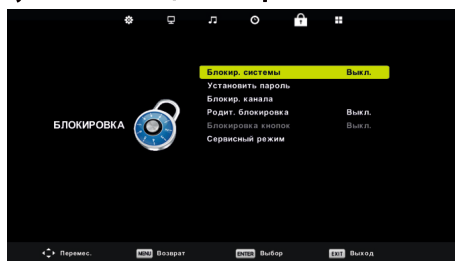 БЛОКИРОВКА
Блокир. системы Выкл.
Установить пароль
Блокир. канала
Родит. блокировка Выкл.
Блокировка кнопок Выкл.
Сервисный режим
Перемес. MENU Возврат ENTER Выбор EXIT Выход